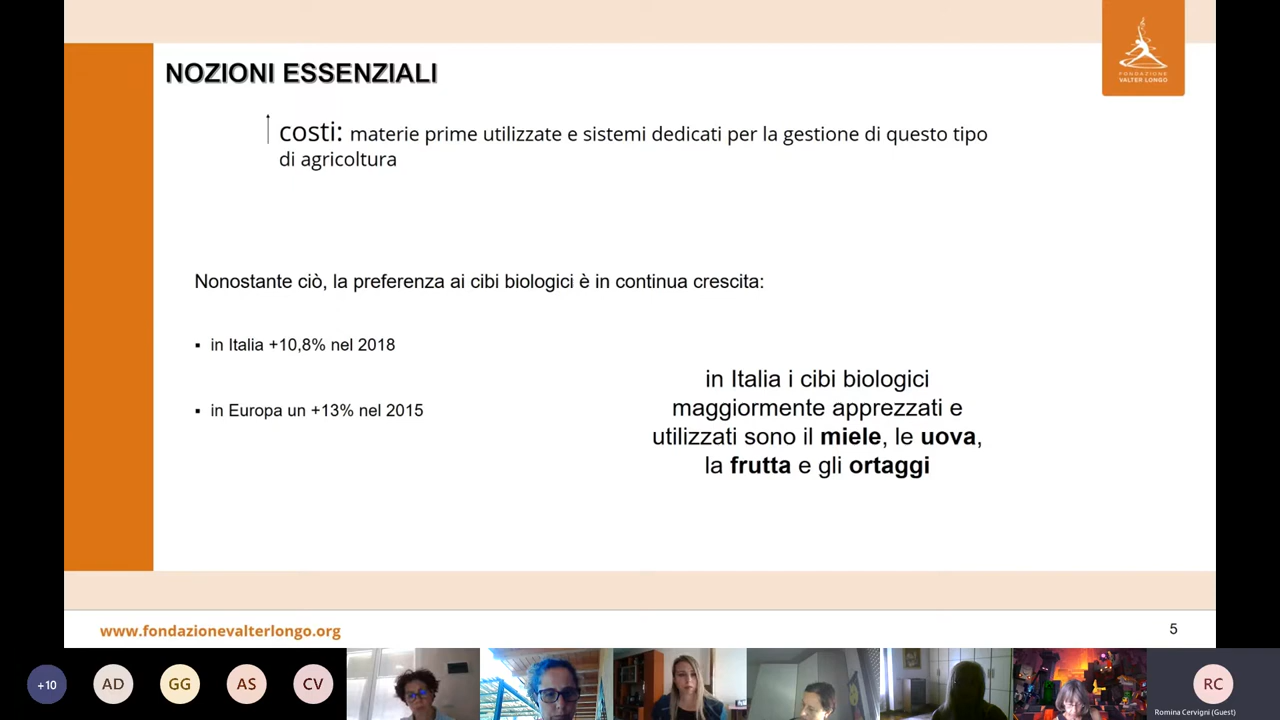 FONDAZIONE
VALTER LONGO
NOZIONI ESSENZIALI
costi: materie prime utilizzate e sistemi dedicati per la gestione di questo tipo
di agricoltura
Nonostante ciò, la preferenza ai cibi biologici è in continua crescita:
▪ in Italia +10,8% nel 2018
▪ in Europa un +13% nel 2015
in Italia i cibi biologici
maggiormente apprezzati e
utilizzati sono il miele, le uova,
la frutta e gli ortaggi
www.fondazionevalterlongo.org
5
+10
AD
GG
AS
CV
RC
Romina Cervigni (Guest)